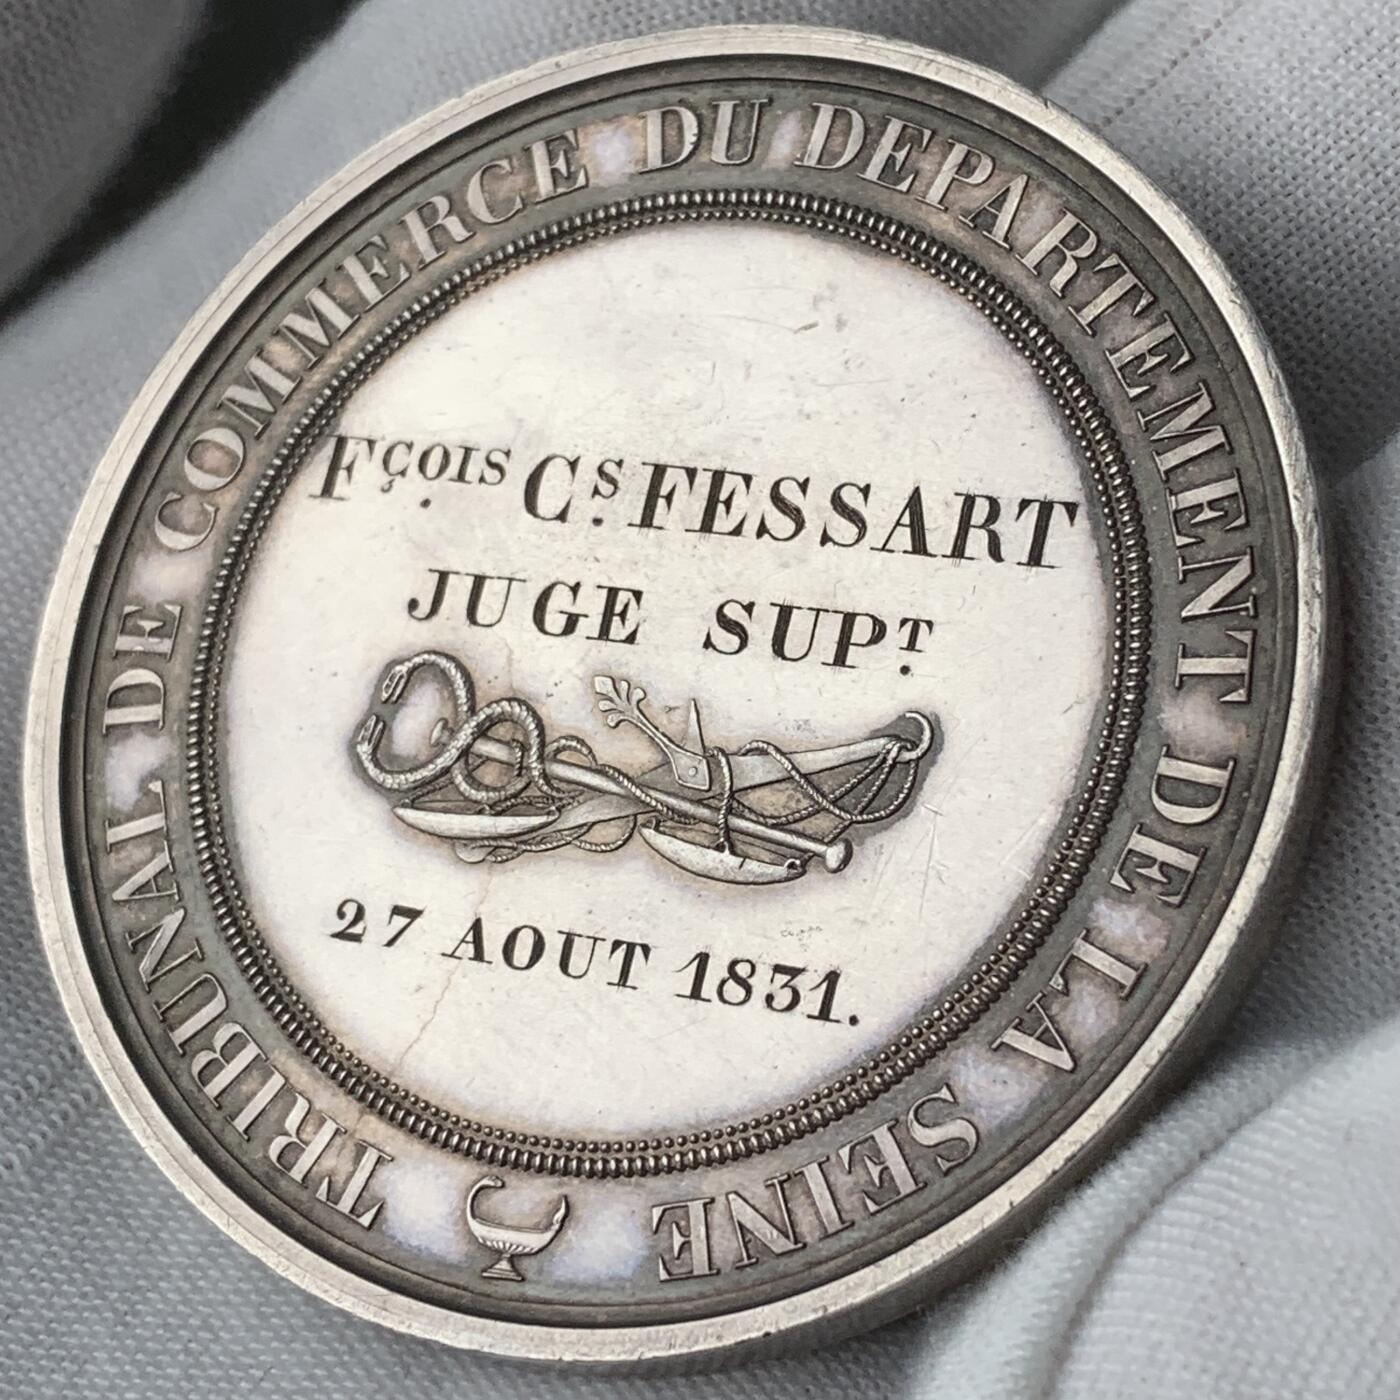 TRIBUNAL DE COMMERCE DU DEPARTEMENT DE LA SEINE
Fçois Cs FESSART
JUGE SUPT.
27 AOUT 1831.